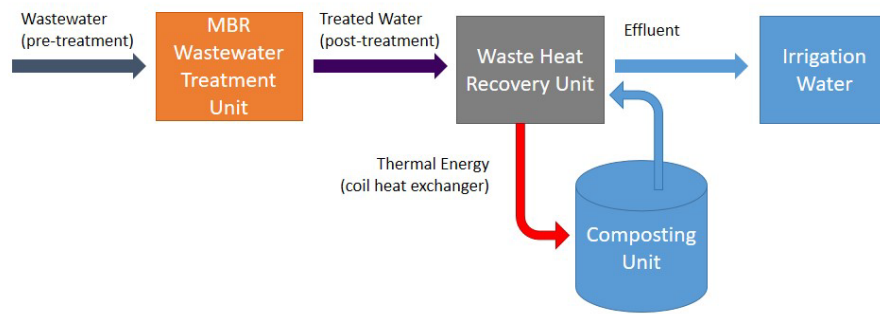 Wastewater
(pre-treatment)
MBR
Wastewater
Treatment
Unit
Treated Water
(post-treatment)
Waste Heat
Recovery Unit
Effluent
Irrigation
Water
Thermal Energy
(coil heat exchanger)
Composting
Unit